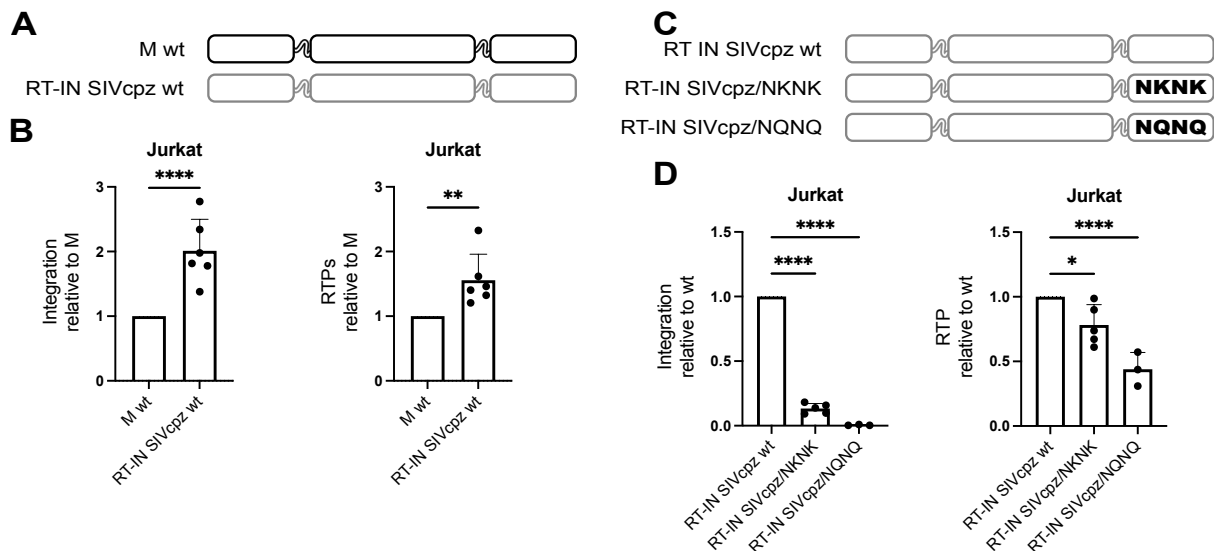 A
M wt
RT-IN SIVcpz wt
B
Jurkat
****
3
2
1
0
Integration
relative to M
M wt
RT-IN SIVcpz wt
Jurkat
**
3
2
1
0
RTPs
relative to M
M wt
RT-IN SIVcpz wt
C
RT IN SIVcpz wt
RT-IN SIVcpz/NKNK
NKNK
RT-IN SIVcpz/NQNQ
NQNQ
D
Jurkat
****
****
1.5
1.0
0.5
0.0
Integration
relative to wt
RT-IN SIVcpz wt
RT-IN SIVcpz/NKNK
RT-IN SIVcpz/NQNQ
Jurkat
****
*
1.5
1.0
0.5
0.0
RTP
relative to wt
RT-IN SIVcpz wt
RT-IN SIVcpz/NKNK
RT-IN SIVcpz/NQNQ